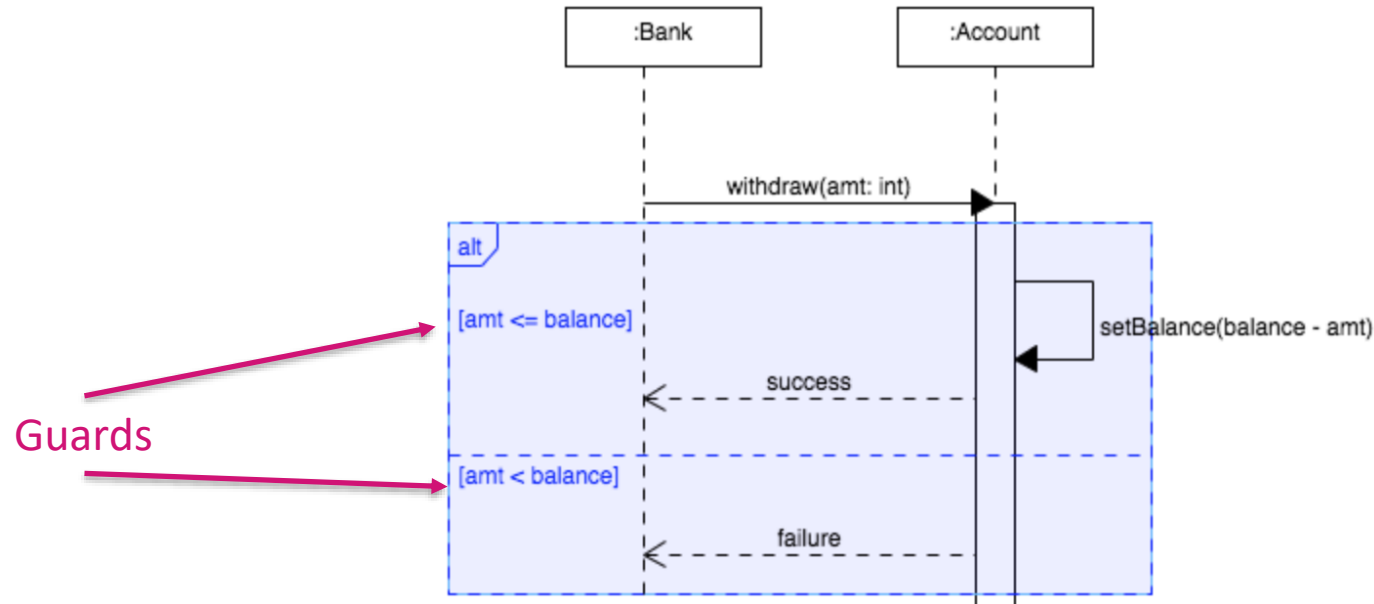 :Bank
:Account
withdraw(amt: int)
alt
[amt <= balance]
setBalance(balance - amt)
success
Guards
[amt < balance]
failure